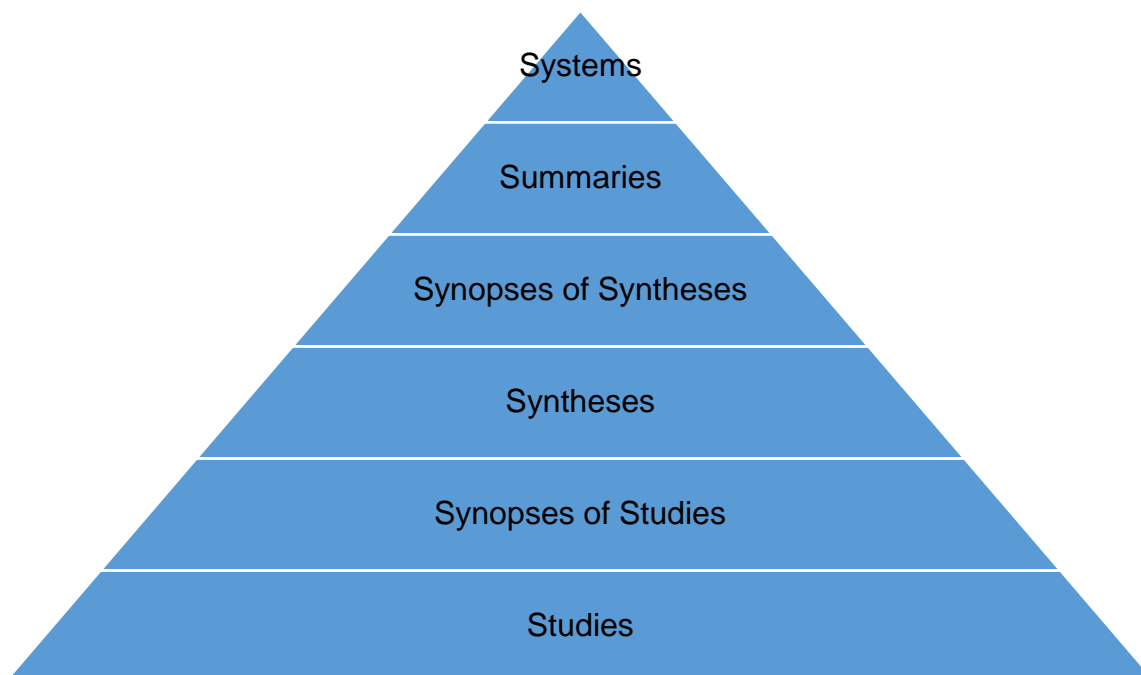 Systems
Summaries
Synopses of Syntheses
Syntheses
Synopses of Studies
Studies